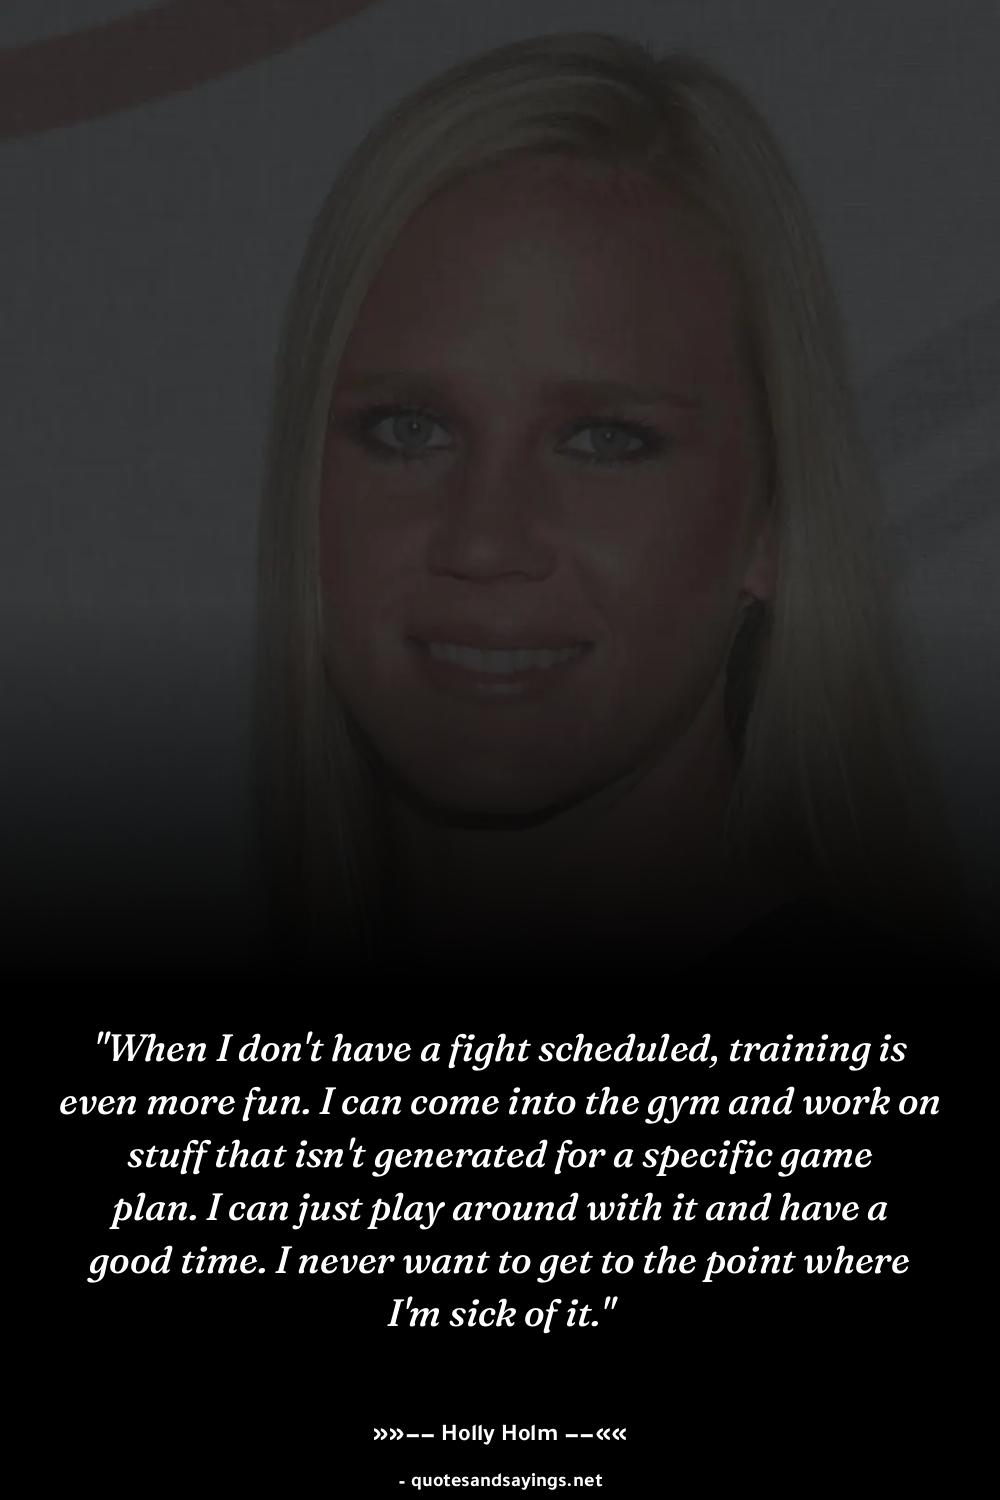 "When I don't have a fight scheduled, training is
even more fun. I can come into the gym and work on
stuff that isn't generated for a specific game
plan. I can just play around with it and have a
good time. I never want to get to the point where
I'm sick of it."
»»−− Holly Holm −−««
- quotesandsayings.net